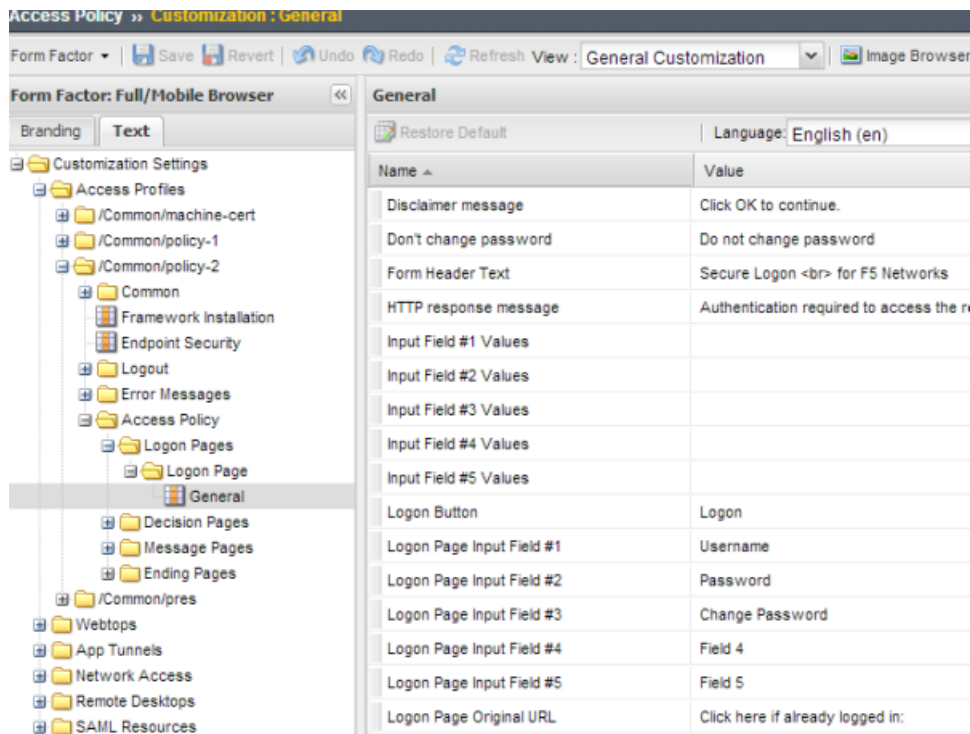 Access Policy » Customization : General
Form Factor Save Revert Undo Redo Refresh View : General Customization Image Browser
Form Factor: Full/Mobile Browser
Branding Text
Customization Settings
Access Profiles
/Common/machine-cert
/Common/policy-1
/Common/policy-2
Common
Framework Installation
Endpoint Security
Logout
Error Messages
Access Policy
Logon Pages
Logon Page
General
Decision Pages
Message Pages
Ending Pages
/Common/pres
Webtops
App Tunnels
Network Access
Remote Desktops
SAML Resources
General
Restore Default Language: English (en)
Name Value
Disclaimer message Click OK to continue.
Don't change password Do not change password
Form Header Text Secure Logon <br> for F5 Networks
HTTP response message Authentication required to access the
Input Field #1 Values
Input Field #2 Values
Input Field #3 Values
Input Field #4 Values
Input Field #5 Values
Logon Button Logon
Logon Page Input Field #1 Username
Logon Page Input Field #2 Password
Logon Page Input Field #3 Change Password
Logon Page Input Field #4 Field 4
Logon Page Input Field #5 Field 5
Logon Page Original URL Click here if already logged in: